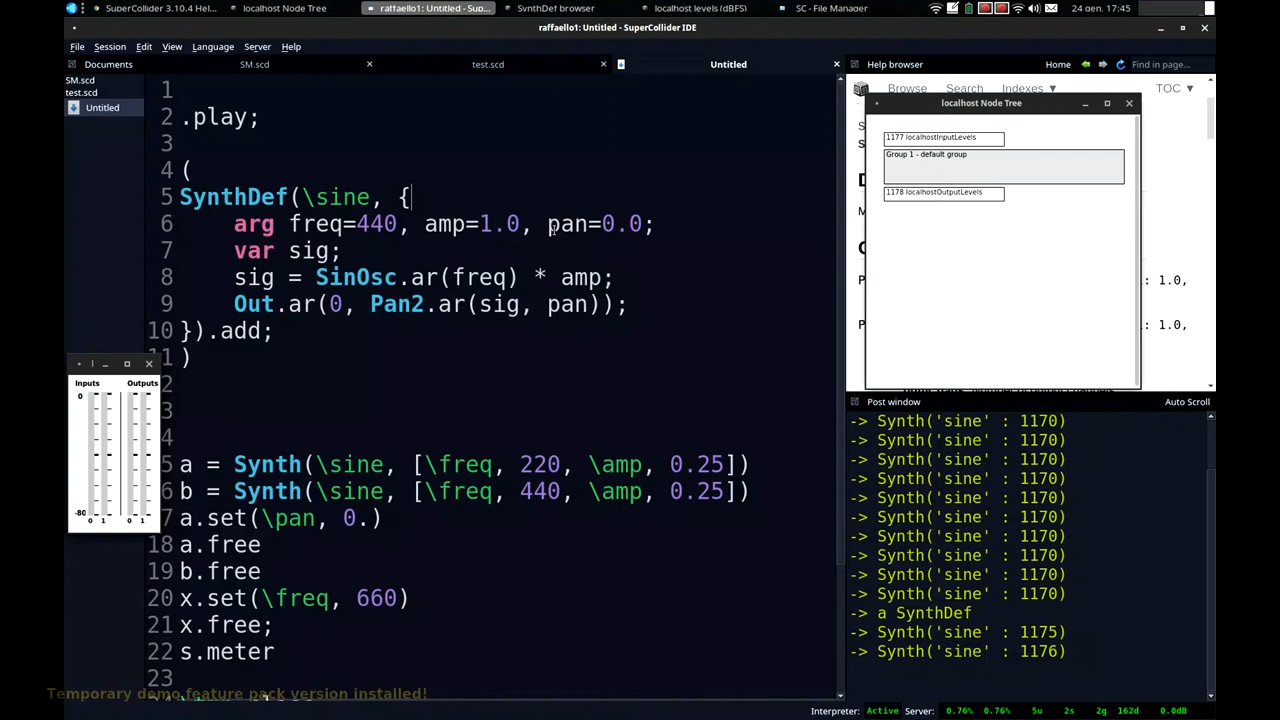 SuperCollider 3.10.4 Hel...
localhost Node Tree
raffaello1: Untitled - Sup...
SynthDef browser
localhost levels (dBFS)
SC - File Manager
24 gen, 17:45
raffaello1: Untitled - SuperCollider IDE
File Session Edit View Language Server Help
Documents
SM.scd
test.scd
Untitled
Help browser
Home
Find in page...
SM.scd
test.scd
Untitled
Browse Search Indexes ▼ TOC ▼
localhost Node Tree
1177 localhostInputLevels
Group 1 - default group
1178 localhostOutputLevels
: 1.0,
: 1.0,
1
2 .play;
3
4 (
5 SynthDef(\sine, {
6 arg freq=440, amp=1.0, pan=0.0;
7 var sig;
8 sig = SinOsc.ar(freq) * amp;
9 Out.ar(0, Pan2.ar(sig, pan));
10 }).add;
11 )
2
3
4
5 a = Synth(\sine, [\freq, 220, \amp, 0.25])
6 b = Synth(\sine, [\freq, 440, \amp, 0.25])
7 a.set(\pan, 0.)
18 a.free
19 b.free
20 x.set(\freq, 660)
21 x.free;
22 s.meter
23
Inputs Outputs
0
-80
0 1 0 1
Post window
Auto Scroll
-> Synth('sine' : 1170)
-> Synth('sine' : 1170)
-> Synth('sine' : 1170)
-> Synth('sine' : 1170)
-> Synth('sine' : 1170)
-> Synth('sine' : 1170)
-> Synth('sine' : 1170)
-> Synth('sine' : 1170)
-> Synth('sine' : 1170)
-> Synth('sine' : 1170)
-> a SynthDef
-> Synth('sine' : 1175)
-> Synth('sine' : 1176)
Temporary demo feature pack version installed!
Interpreter: Active Server: 0.76% 0.76% 5u 2s 2g 162d 0.0dB